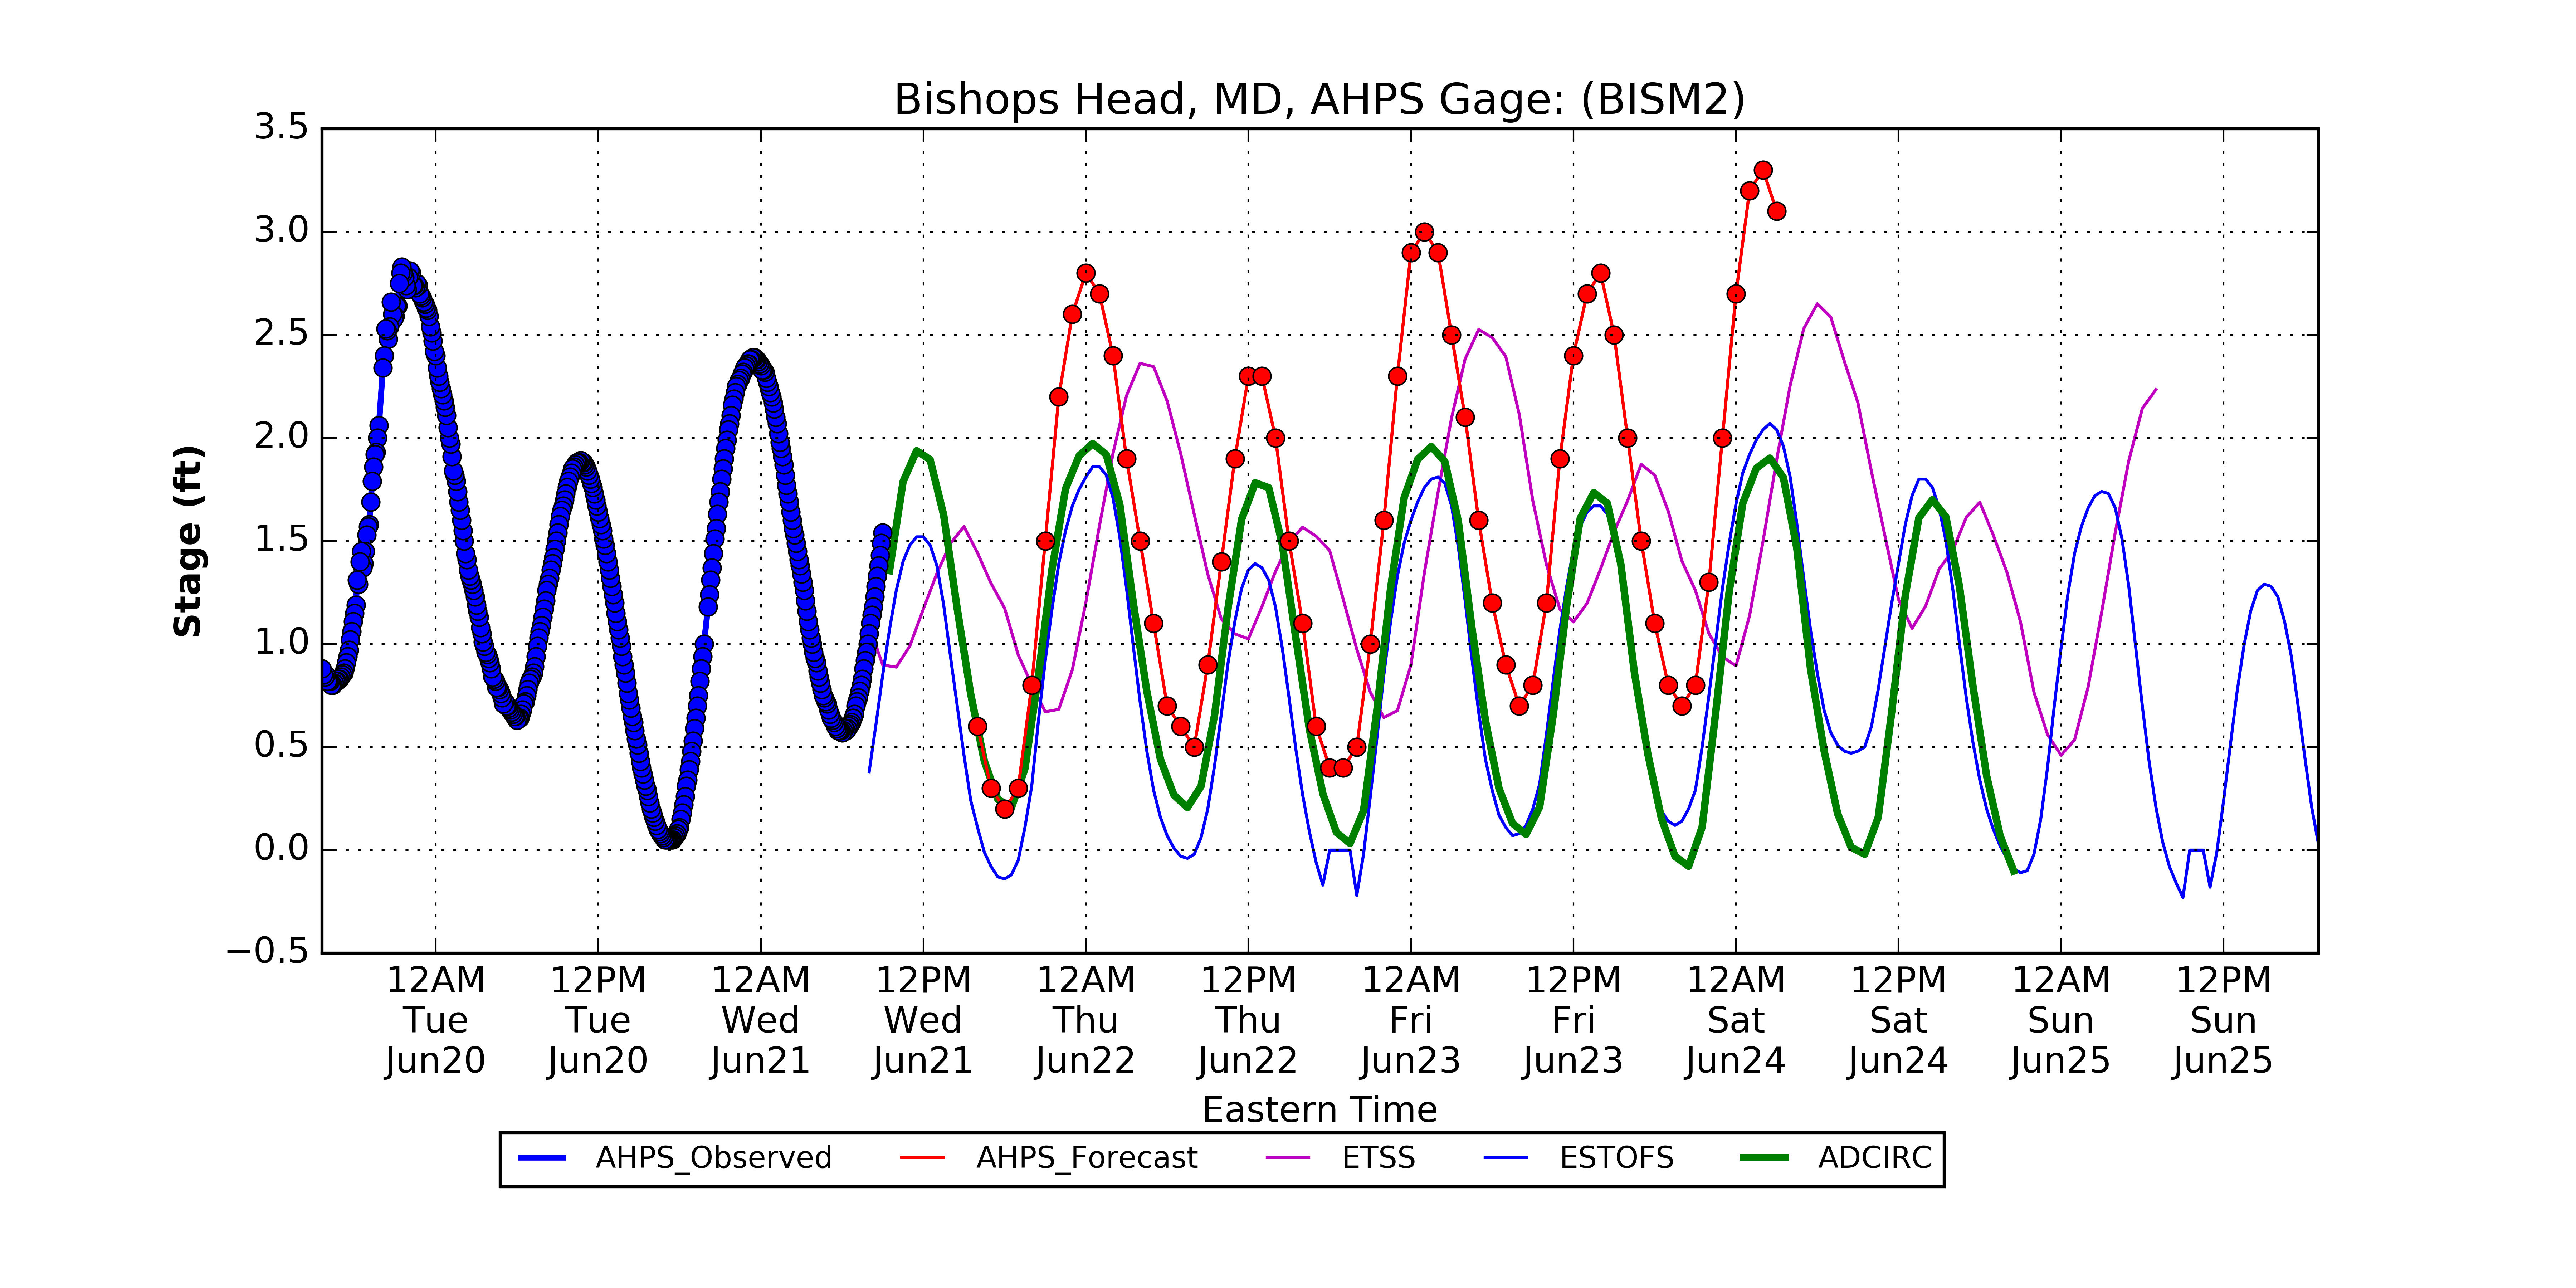 Bishops Head, MD, AHPS Gage: (BISM2)
3.5
3.0
2.5
2.0
1.5
1.0
0.5
0.0
−0.5
Stage (ft)
12AM 12PM 12AM 12PM 12AM 12PM 12AM 12PM 12AM 12PM 12AM 12PM
Tue Tue Wed Wed Thu Thu Fri Fri Sat Sat Sun Sun
Jun20 Jun20 Jun21 Jun21 Jun22 Jun22 Jun23 Jun23 Jun24 Jun24 Jun25 Jun25
Eastern Time
AHPS_Observed AHPS_Forecast ETSS ESTOFS ADCIRC